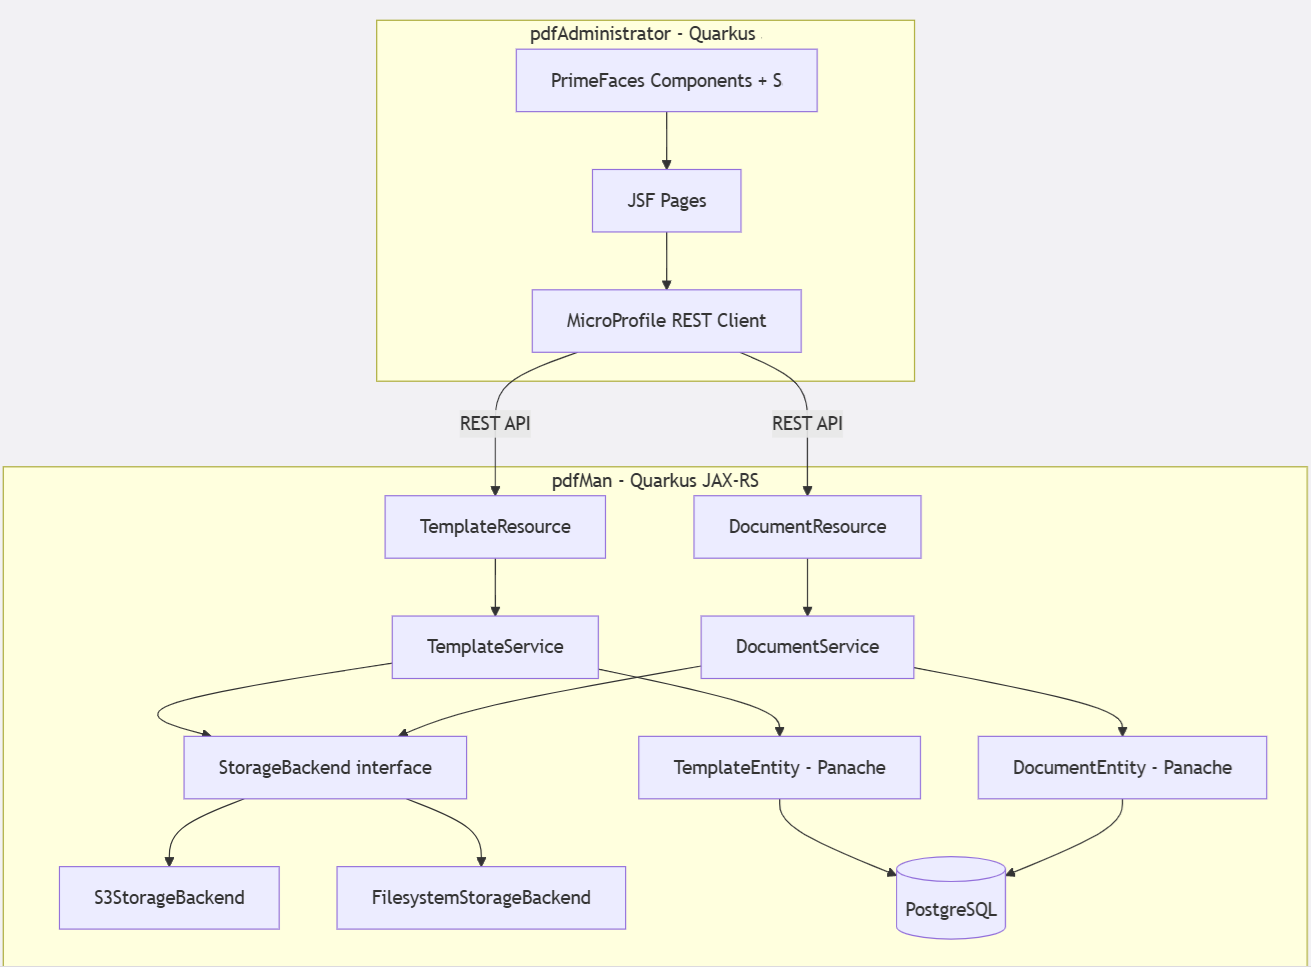 pdfAdministrator - Quarkus
PrimeFaces Components + S
JSF Pages
MicroProfile REST Client
REST API
REST API
pdfMan - Quarkus JAX-RS
TemplateResource
DocumentResource
TemplateService
DocumentService
StorageBackend interface
TemplateEntity - Panache
DocumentEntity - Panache
S3StorageBackend
FilesystemStorageBackend
PostgreSQL